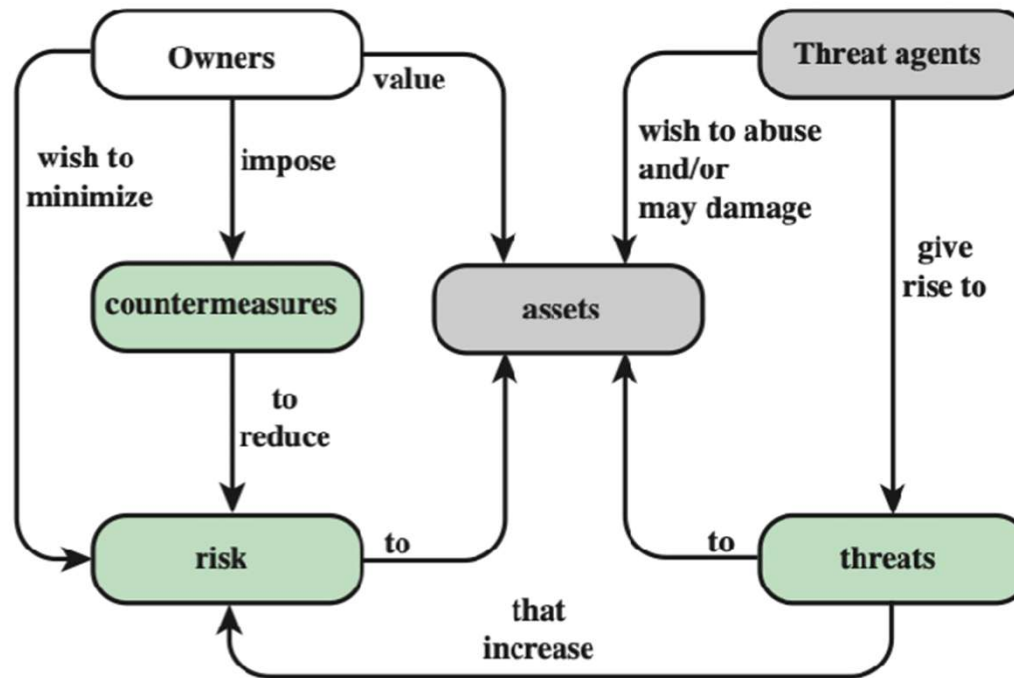 Owners
value
Threat agents
wish to
minimize
impose
wish to abuse
and/or
may damage
give
rise to
countermeasures
assets
to
reduce
risk
to
to
threats
that
increase